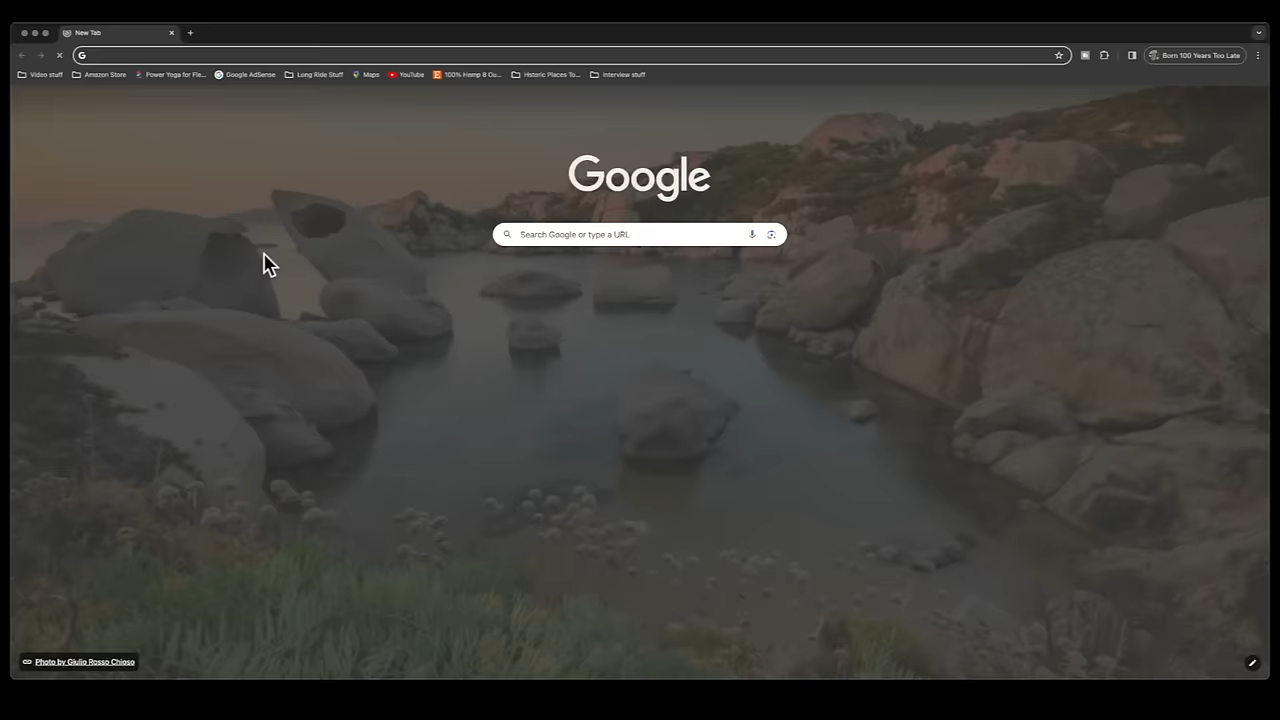 New Tab
Born 100 Years Too Late
Video stuff
Amazon Store
Power Yoga for Fle...
Google AdSense
Long Ride Stuff
Maps
YouTube
100% Hemp 8 Ou...
Historic Places To...
Interview stuff
Google
Search Google or type a URL
Photo by Giulio Rosso Chioso